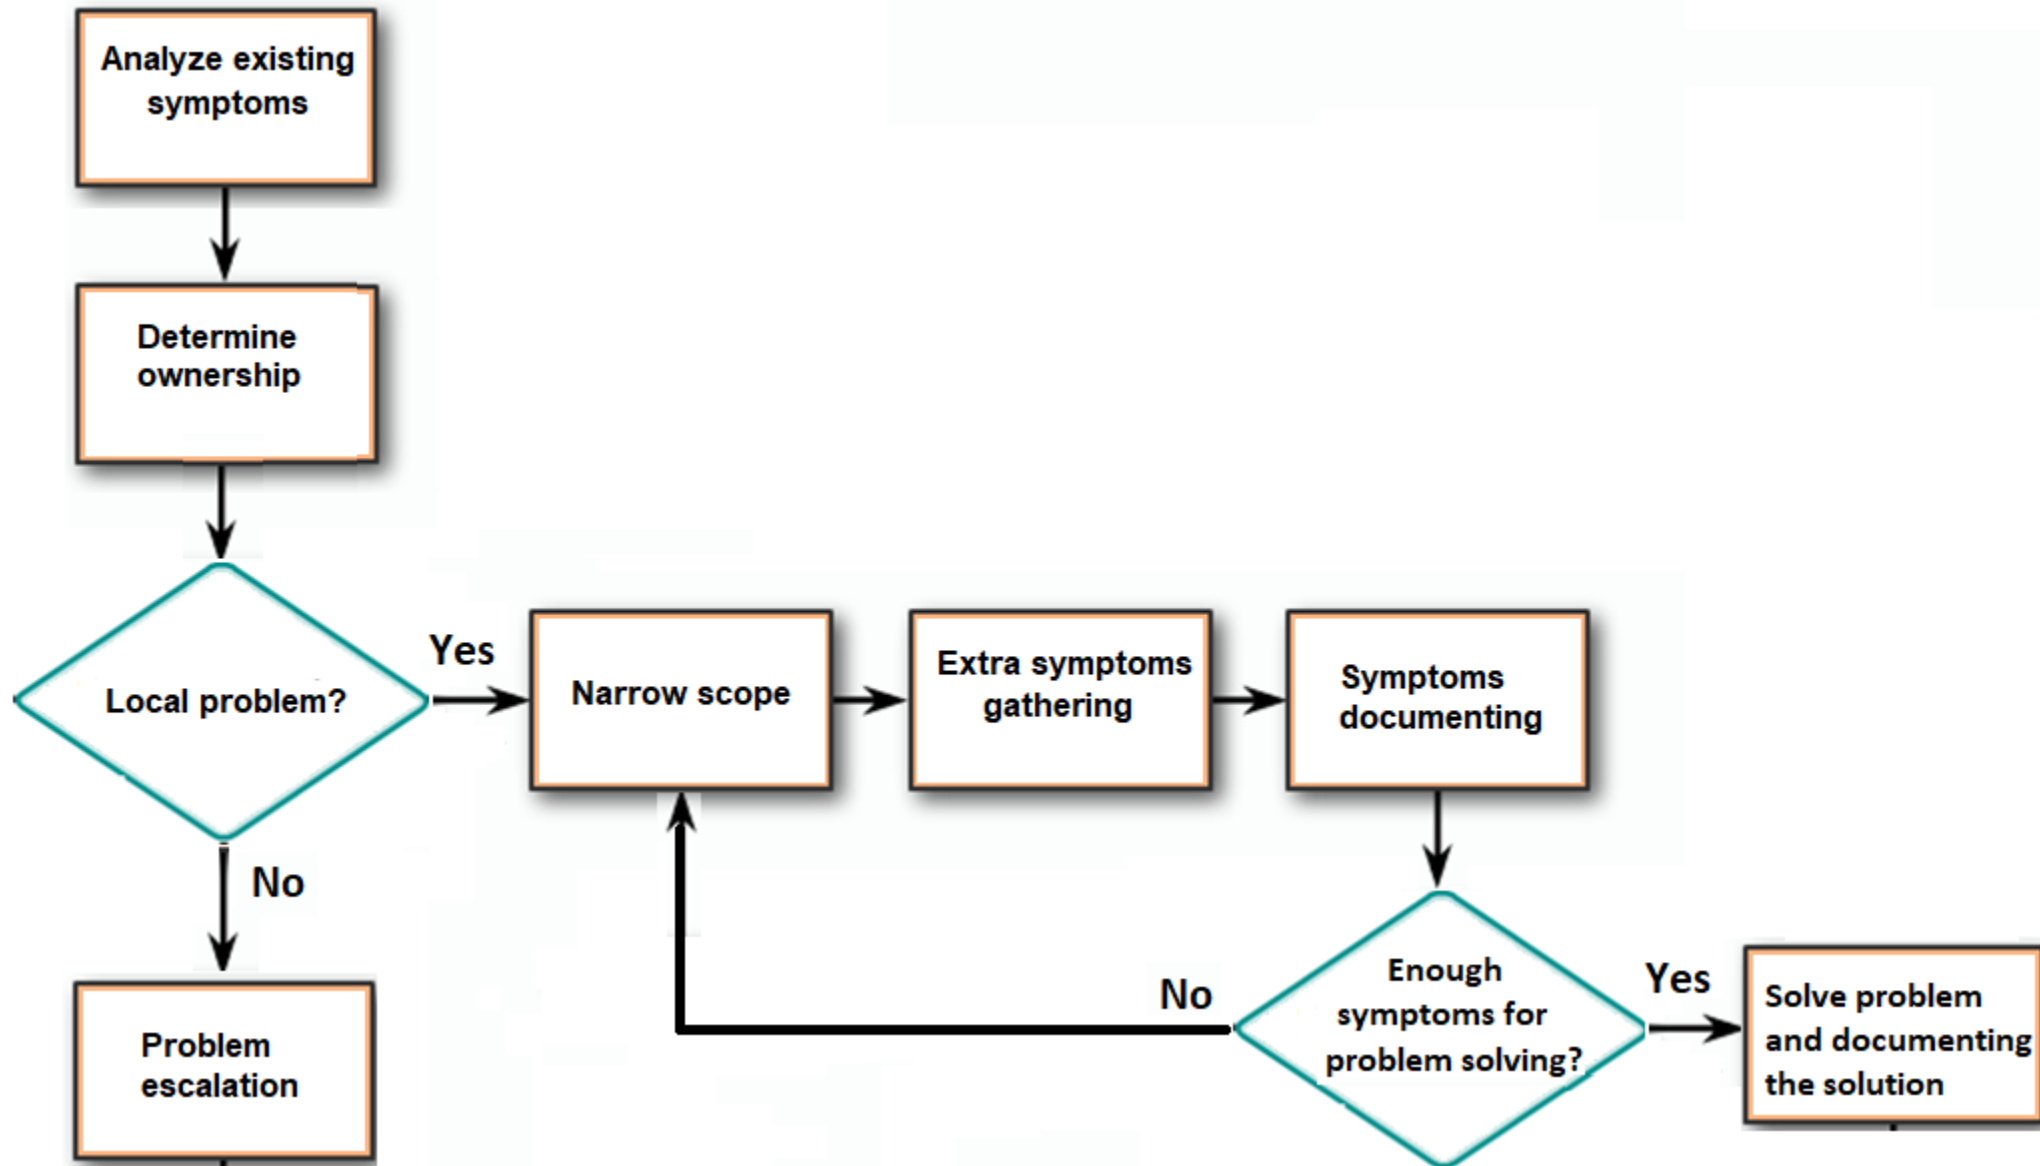 Analyze existing
symptoms
Determine
ownership
Local problem?
Yes
No
Problem
escalation
Narrow scope
Extra symptoms
gathering
Symptoms
documenting
Enough
symptoms for
problem solving?
No
Yes
Solve problem
and documenting
the solution